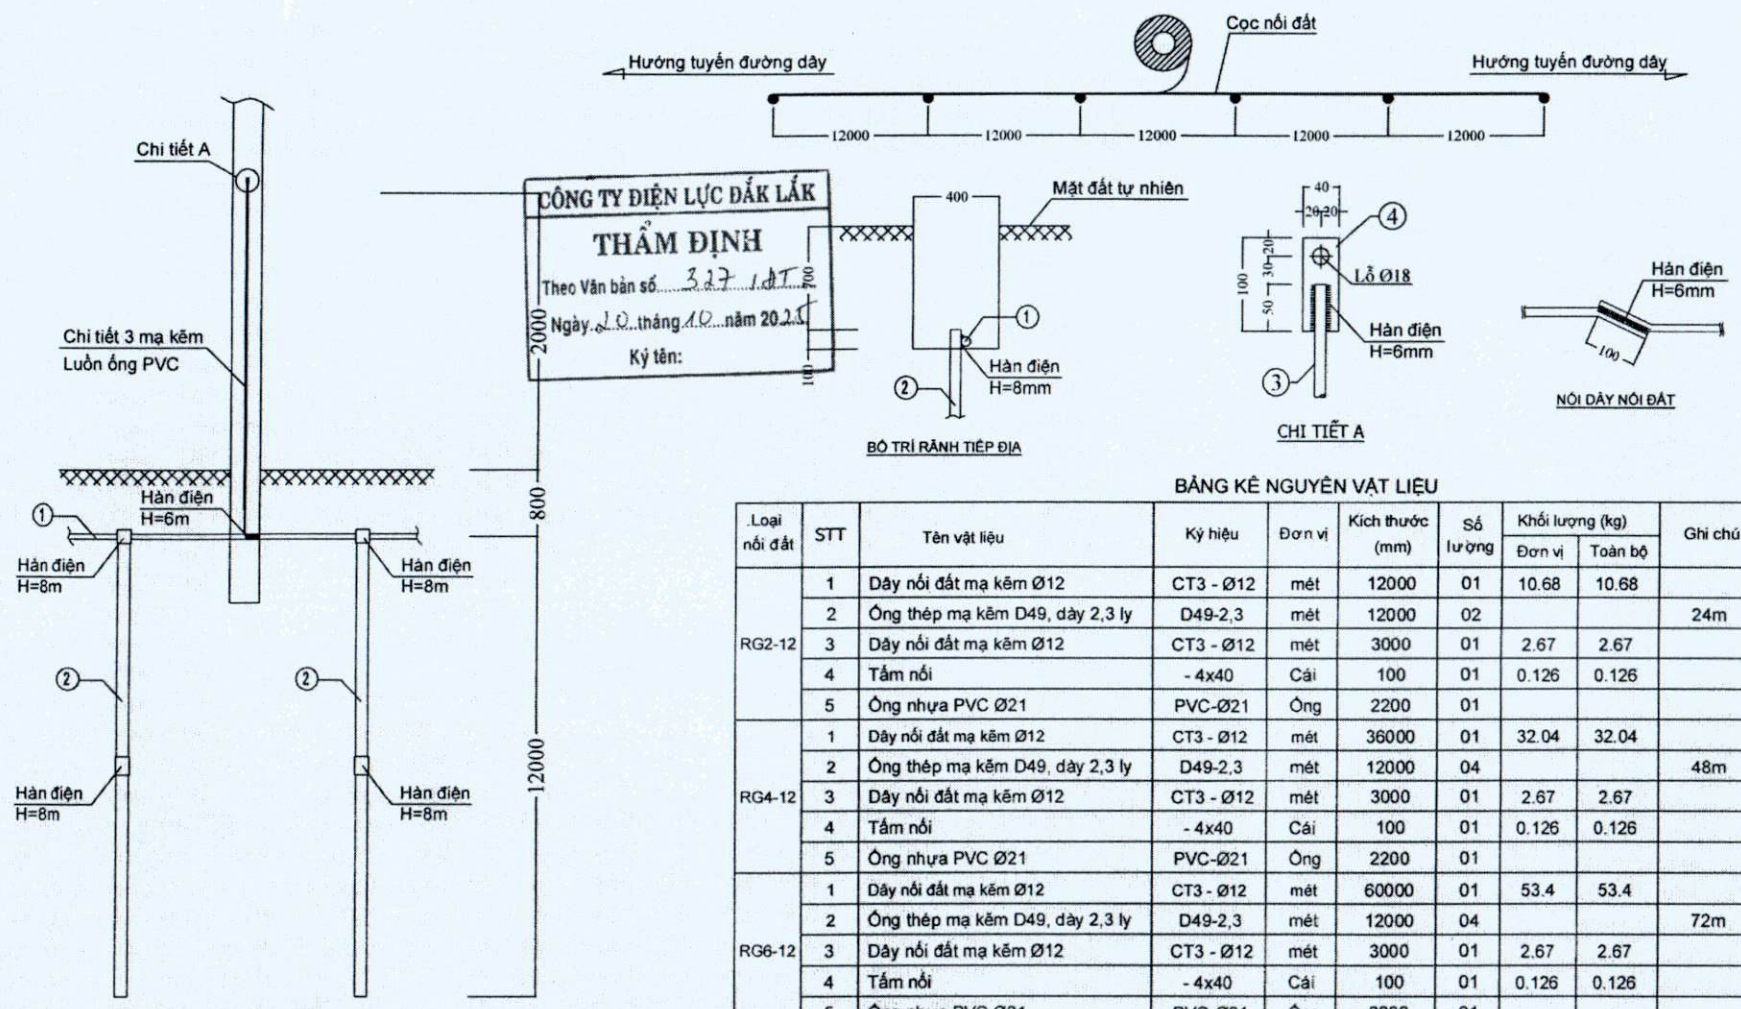 Hướng tuyến đường dây
Cọc nối đất
Hướng tuyến đường dây
12000
12000
12000
12000
12000
Chi tiết A
Chi tiết 3 mạ kẽm
Luồn ống PVC
2000
800
12000
Hàn điện
H=6m
1
Hàn điện
H=8m
Hàn điện
H=8m
2
2
Hàn điện
H=8m
Hàn điện
H=8m
CÔNG TY ĐIỆN LỰC ĐẮK LẮK
THẨM ĐỊNH
Theo Văn bản số 327
Ngày 20 tháng 10 năm 2025
Ký tên:
400
Mặt đất tự nhiên
700
100
1
Hàn điện
H=8mm
2
BỐ TRÍ RÃNH TIẾP ĐỊA
40
20 20
4
100
20
30
50
Lỗ Ø18
Hàn điện
H=6mm
3
CHI TIẾT A
Hàn điện
H=6mm
100
NỐI DÂY NỐI ĐẤT
BẢNG KÊ NGUYÊN VẬT LIỆU
Loại nối đất STT Tên vật liệu Ký hiệu Đơn vị Kích thước (mm) Số lượng Khối lượng (kg) Ghi chú
Đơn vị Toàn bộ
RG2-12
1 Dây nối đất mạ kẽm Ø12 CT3 - Ø12 mét 12000 01 10.68 10.68
2 Ống thép mạ kẽm D49, dày 2,3 ly D49-2,3 mét 12000 02 24m
3 Dây nối đất mạ kẽm Ø12 CT3 - Ø12 mét 3000 01 2.67 2.67
4 Tấm nối - 4x40 Cái 100 01 0.126 0.126
5 Ống nhựa PVC Ø21 PVC-Ø21 Ống 2200 01
RG4-12
1 Dây nối đất mạ kẽm Ø12 CT3 - Ø12 mét 36000 01 32.04 32.04
2 Ống thép mạ kẽm D49, dày 2,3 ly D49-2,3 mét 12000 04 48m
3 Dây nối đất mạ kẽm Ø12 CT3 - Ø12 mét 3000 01 2.67 2.67
4 Tấm nối - 4x40 Cái 100 01 0.126 0.126
5 Ống nhựa PVC Ø21 PVC-Ø21 Ống 2200 01
RG6-12
1 Dây nối đất mạ kẽm Ø12 CT3 - Ø12 mét 60000 01 53.4 53.4
2 Ống thép mạ kẽm D49, dày 2,3 ly D49-2,3 mét 12000 04 72m
3 Dây nối đất mạ kẽm Ø12 CT3 - Ø12 mét 3000 01 2.67 2.67
4 Tấm nối - 4x40 Cái 100 01 0.126 0.126